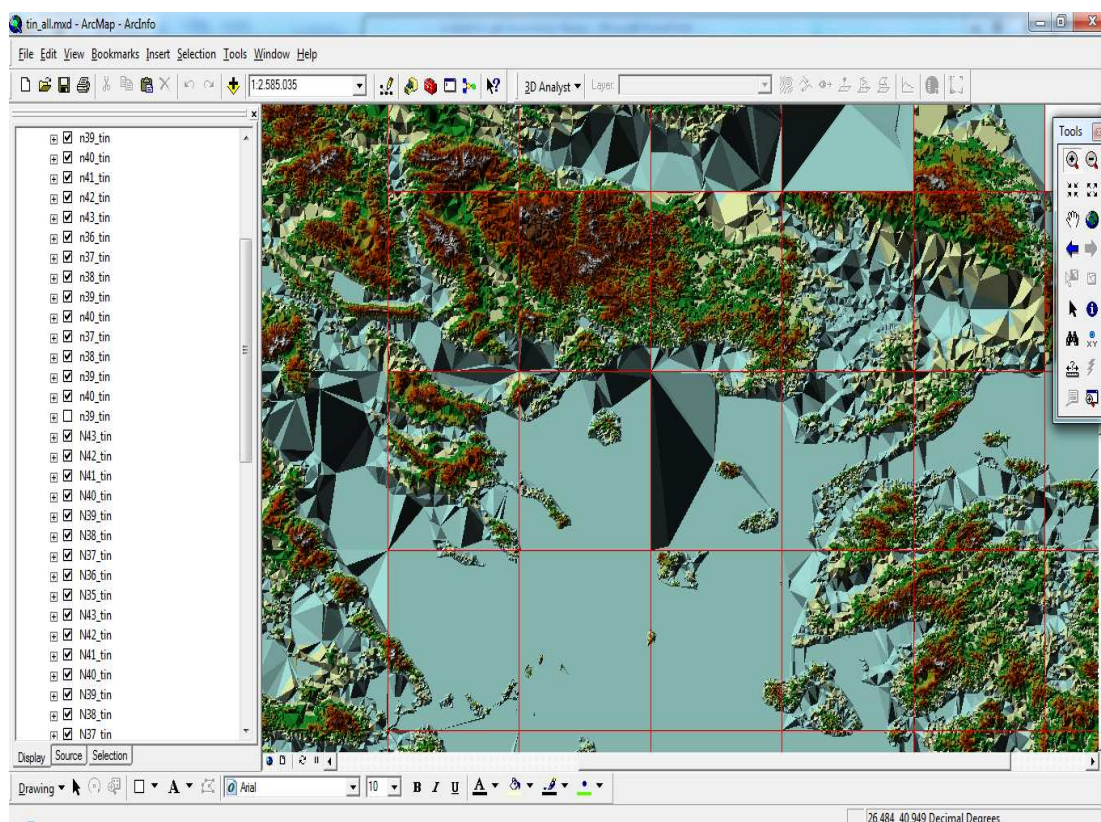 tin_all.mxd - ArcMap - ArcInfo
File Edit View Bookmarks Insert Selection Tools Window Help
1:2.585.035
3D Analyst
Layer:
Tools
n39_tin
n40_tin
n41_tin
n42_tin
n43_tin
n36_tin
n37_tin
n38_tin
n39_tin
n40_tin
n37_tin
n38_tin
n39_tin
n40_tin
n39_tin
N43_tin
N42_tin
N41_tin
N40_tin
N39_tin
N38_tin
N37_tin
N36_tin
N35_tin
N43_tin
N42_tin
N41_tin
N40_tin
N39_tin
N38_tin
N37_tin
XY
Display Source Selection
Drawing A Arial 10 B I U A
26,484 40,949 Decimal Degrees